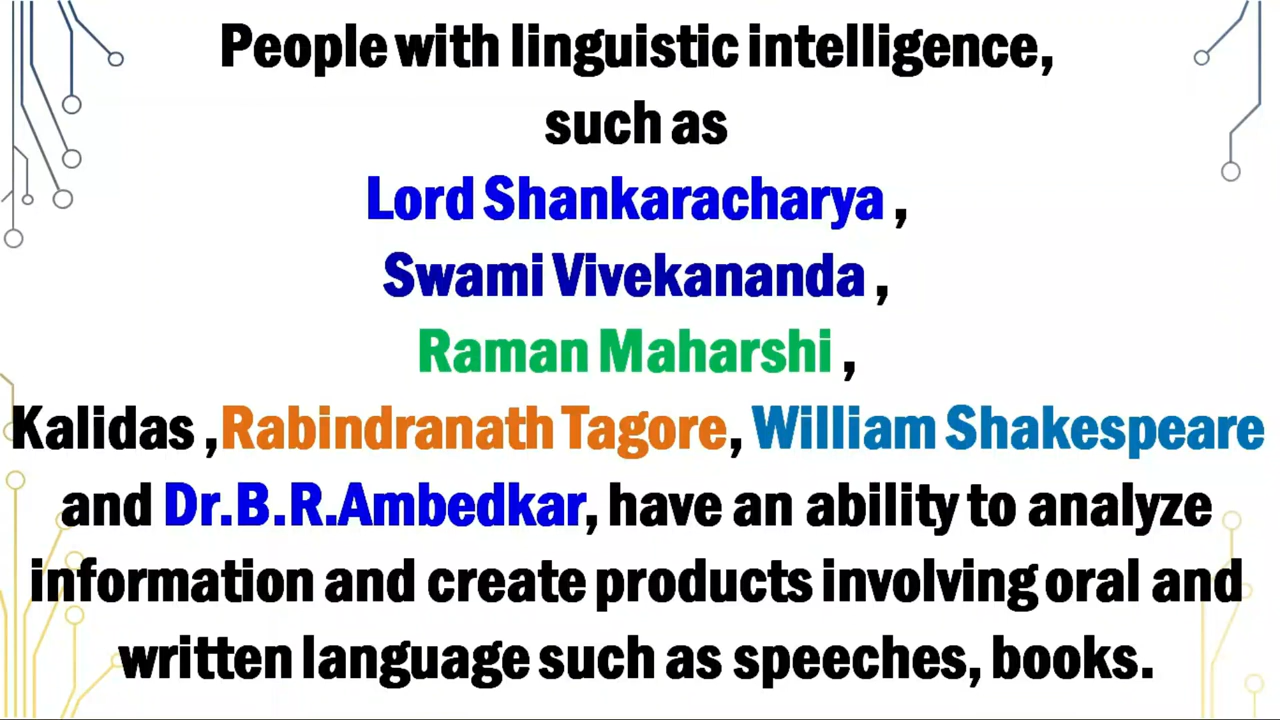 People with linguistic intelligence,
such as
Lord Shankaracharya ,
Swami Vivekananda ,
Raman Maharshi ,
Kalidas ,Rabindranath Tagore, William Shakespeare
and Dr.B.R.Ambedkar, have an ability to analyze
information and create products involving oral and
written language such as speeches, books.